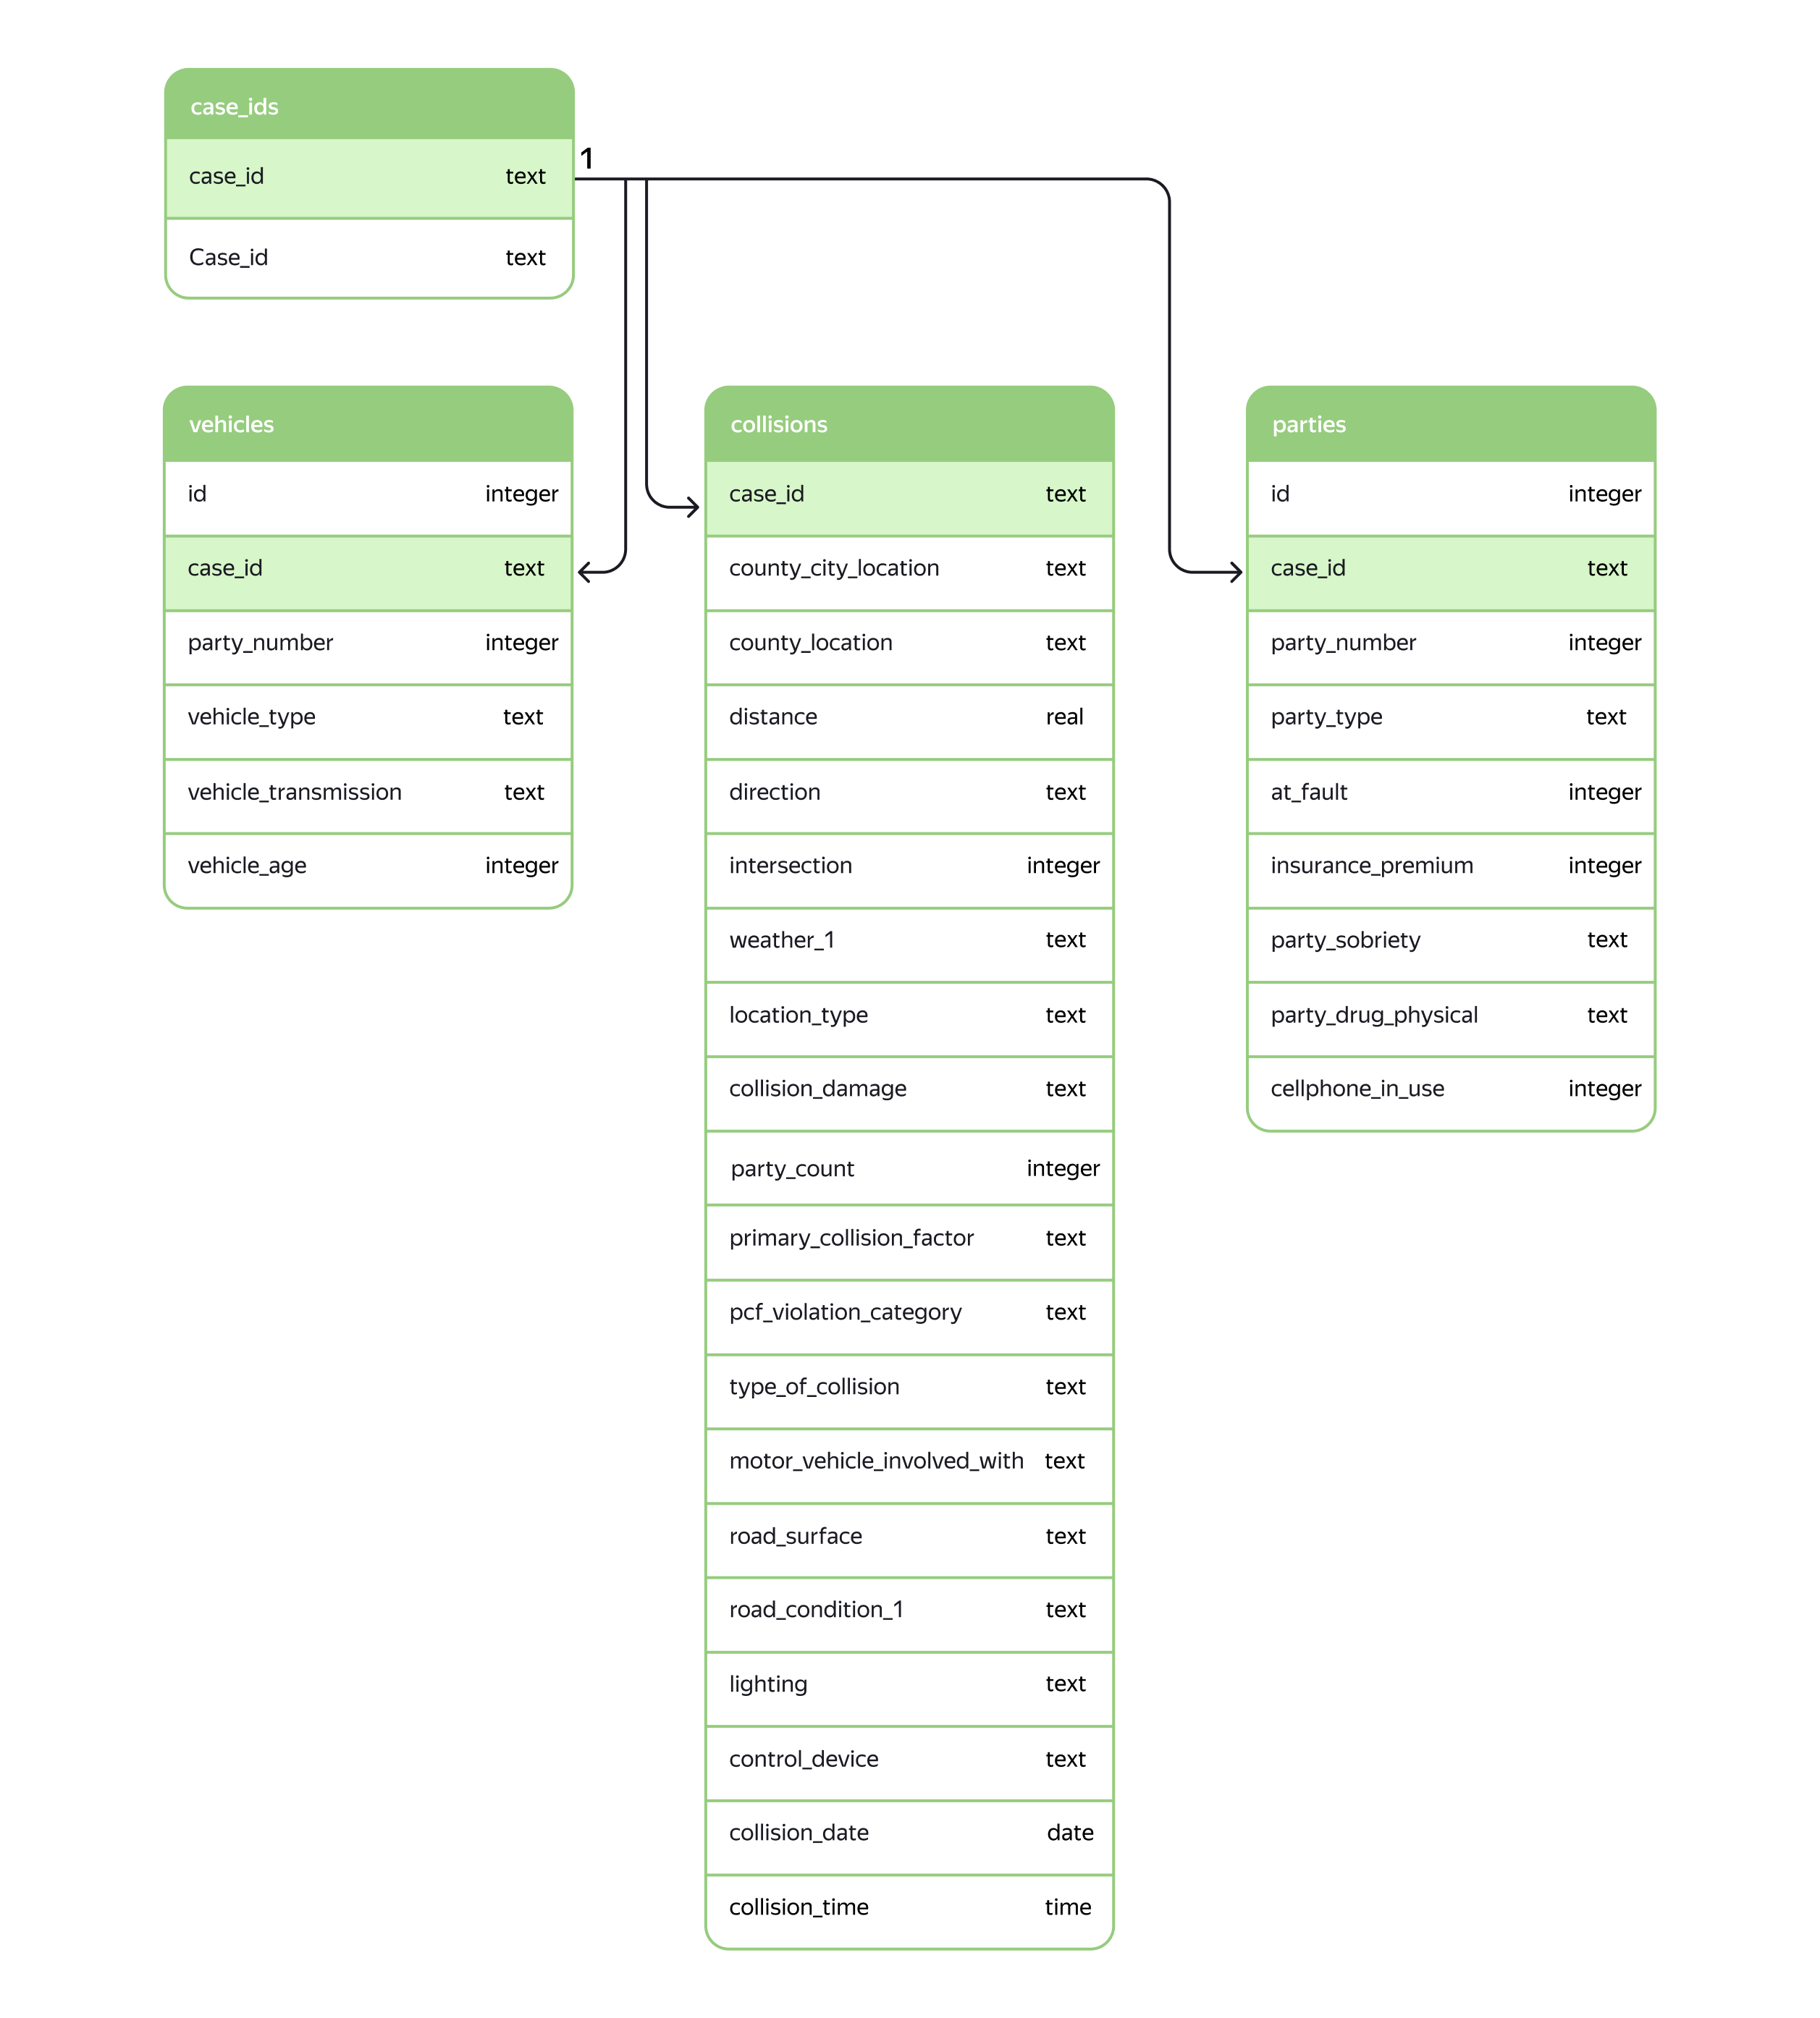 case_ids
1
case_id text
Case_id text
vehicles
id integer
case_id text
party_number integer
vehicle_type text
vehicle_transmission text
vehicle_age integer
collisions
case_id text
county_city_location text
county_location text
distance real
direction text
intersection integer
weather_1 text
location_type text
collision_damage text
party_count integer
primary_collision_factor text
pcf_violation_category text
type_of_collision text
motor_vehicle_involved_with text
road_surface text
road_condition_1 text
lighting text
control_device text
collision_date date
collision_time time
parties
id integer
case_id text
party_number integer
party_type text
at_fault integer
insurance_premium integer
party_sobriety text
party_drug_physical text
cellphone_in_use integer